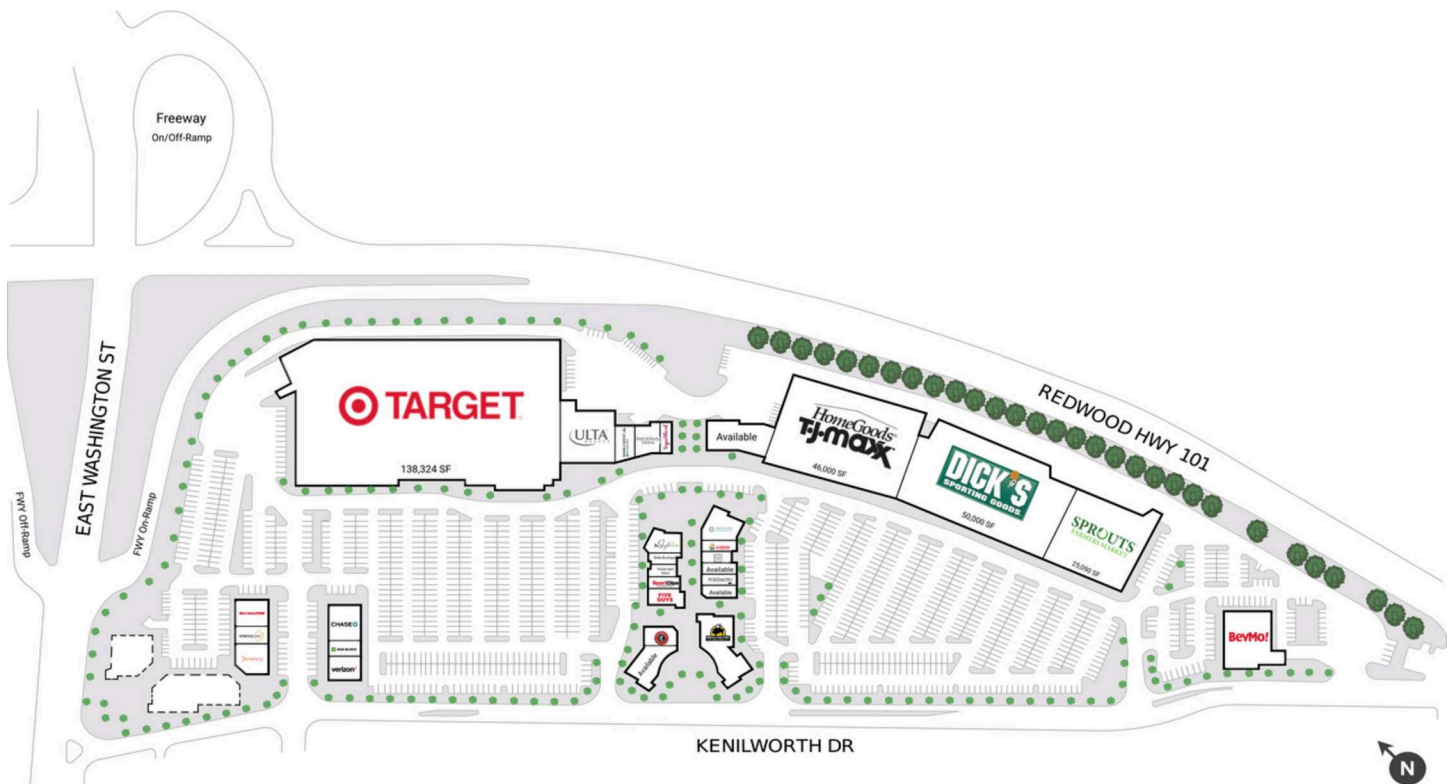 Freeway
On/Off-Ramp
EAST WASHINGTON ST
FWY Off-Ramp
FWY On-Ramp
REDWOOD HWY 101
TARGET
138,324 SF
ULTA
Available
HomeGoods
T·J·maxx
46,000 SF
DICK'S
SPORTING GOODS
50,000 SF
SPROUTS
FARMERS MARKET
25,090 SF
SportClips
FIVE
GUYS
Available
Available
Available
CHASE
H&R BLOCK
verizon
BevMo!
KENILWORTH DR
N